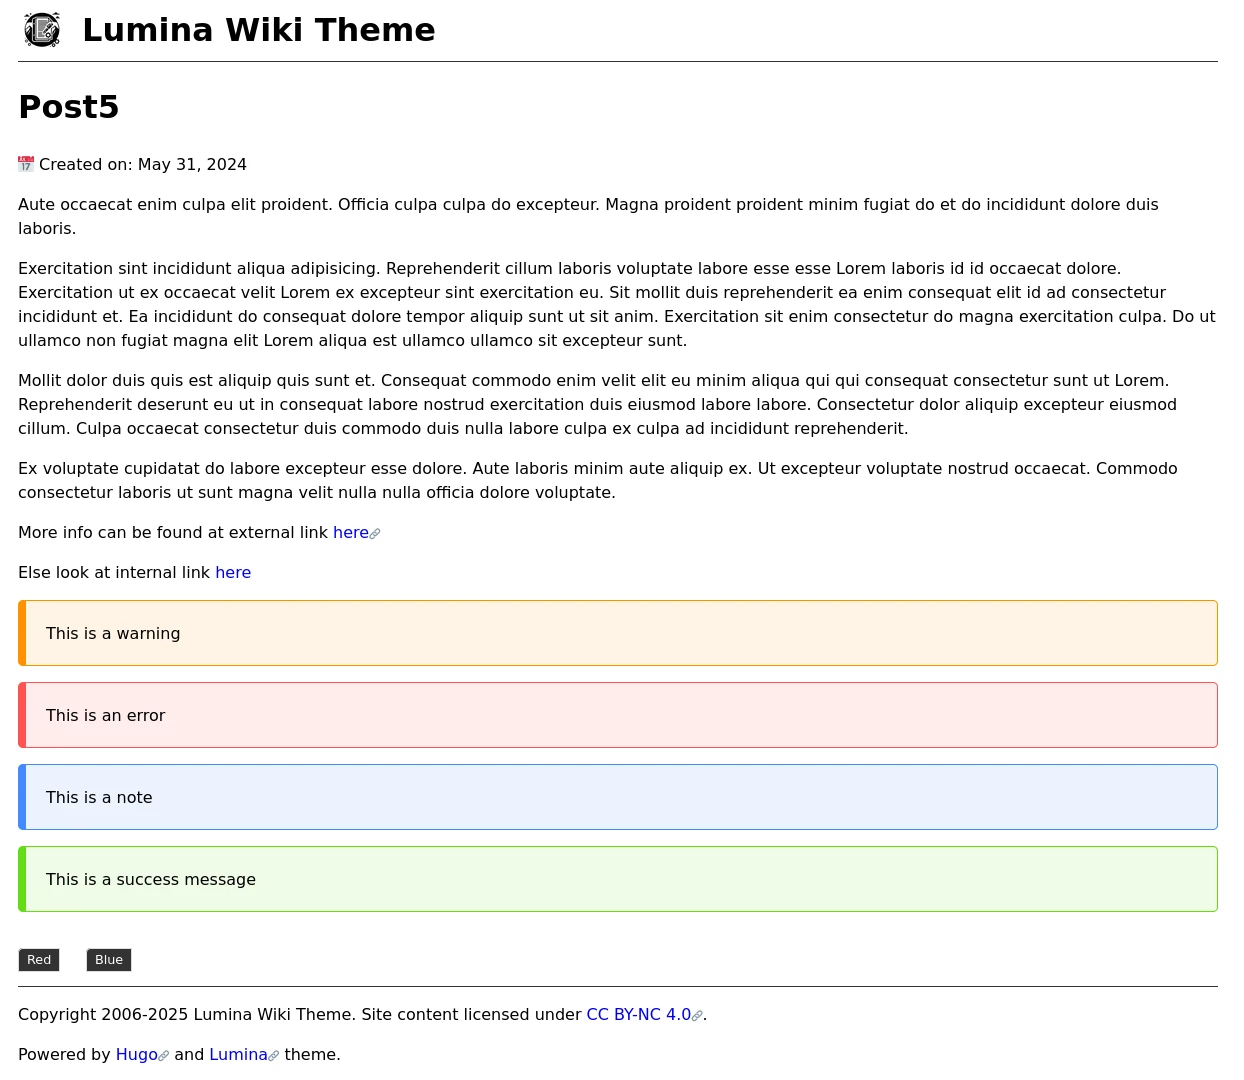 Lumina Wiki Theme
Post5
📅 Created on: May 31, 2024
Aute occaecat enim culpa elit proident. Officia culpa culpa do excepteur. Magna proident proident minim fugiat do et do incididunt dolore duis
laboris.
Exercitation sint incididunt aliqua adipisicing. Reprehenderit cillum laboris voluptate labore esse esse Lorem laboris id id occaecat dolore.
Exercitation ut ex occaecat velit Lorem ex excepteur sint exercitation eu. Sit mollit duis reprehenderit ea enim consequat elit id ad consectetur
incididunt et. Ea incididunt do consequat dolore tempor aliquip sunt ut sit anim. Exercitation sit enim consectetur do magna exercitation culpa. Do ut
ullamco non fugiat magna elit Lorem aliqua est ullamco ullamco sit excepteur sunt.
Mollit dolor duis quis est aliquip quis sunt et. Consequat commodo enim velit elit eu minim aliqua qui qui consequat consectetur sunt ut Lorem.
Reprehenderit deserunt eu ut in consequat labore nostrud exercitation duis eiusmod labore labore. Consectetur dolor aliquip excepteur eiusmod
cillum. Culpa occaecat consectetur duis commodo duis nulla labore culpa ex culpa ad incididunt reprehenderit.
Ex voluptate cupidatat do labore excepteur esse dolore. Aute laboris minim aute aliquip ex. Ut excepteur voluptate nostrud occaecat. Commodo
consectetur laboris ut sunt magna velit nulla nulla officia dolore voluptate.
More info can be found at external link here
Else look at internal link here
This is a warning
This is an error
This is a note
This is a success message
Red Blue
Copyright 2006-2025 Lumina Wiki Theme. Site content licensed under CC BY-NC 4.0.
Powered by Hugo and Lumina theme.